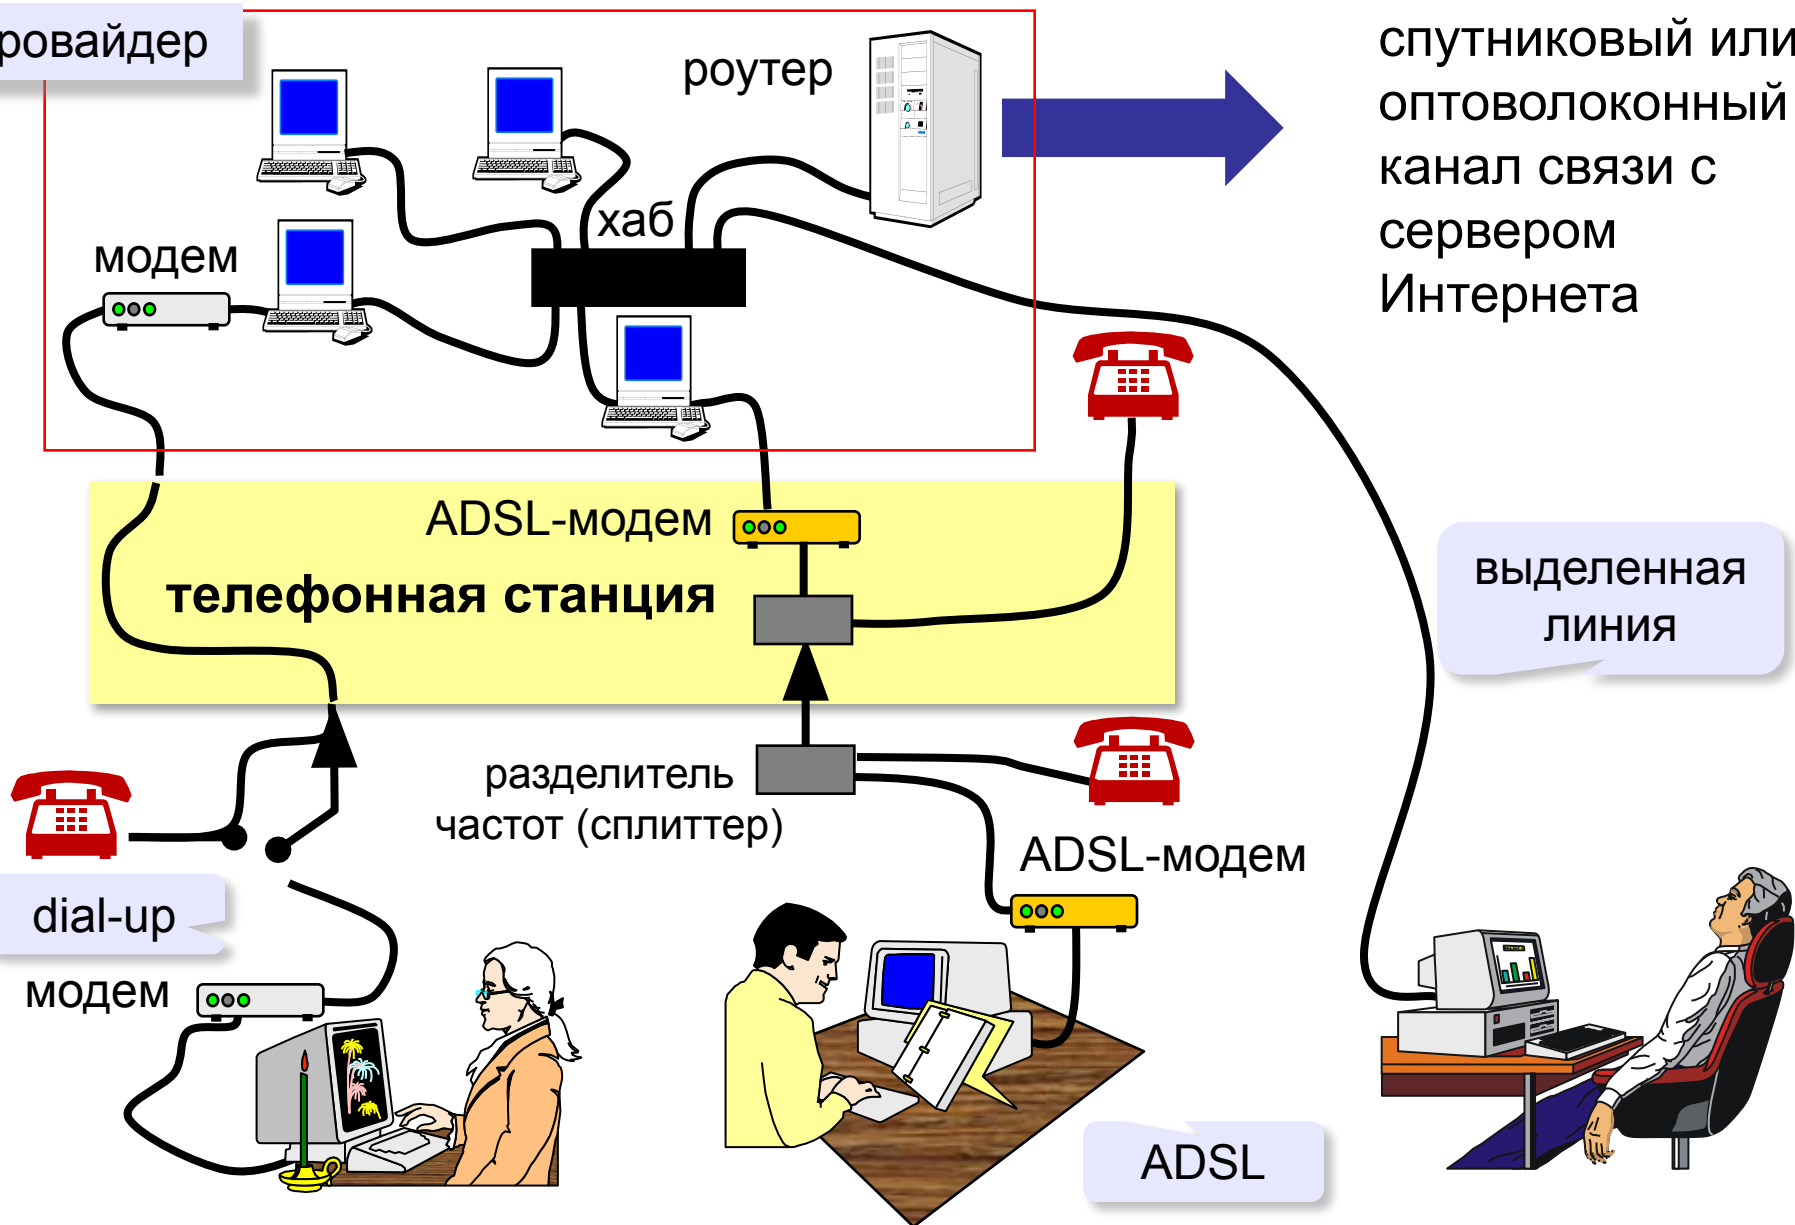 ровайдер
роутер
спутниковый или
оптоволоконный
канал связи с
сервером
Интернета
хаб
модем
ADSL-модем
телефонная станция
выделенная
линия
разделитель
частот (сплиттер)
ADSL-модем
dial-up
модем
ADSL